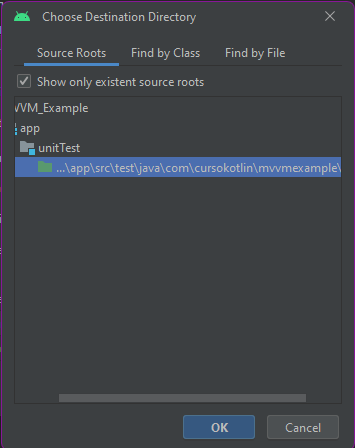 Choose Destination Directory
Source Roots Find by Class Find by File
Show only existent source roots
VVM_Example
app
unitTest
...\app\src\test\java\com\cursokotlin\mvvmexample\
OK Cancel